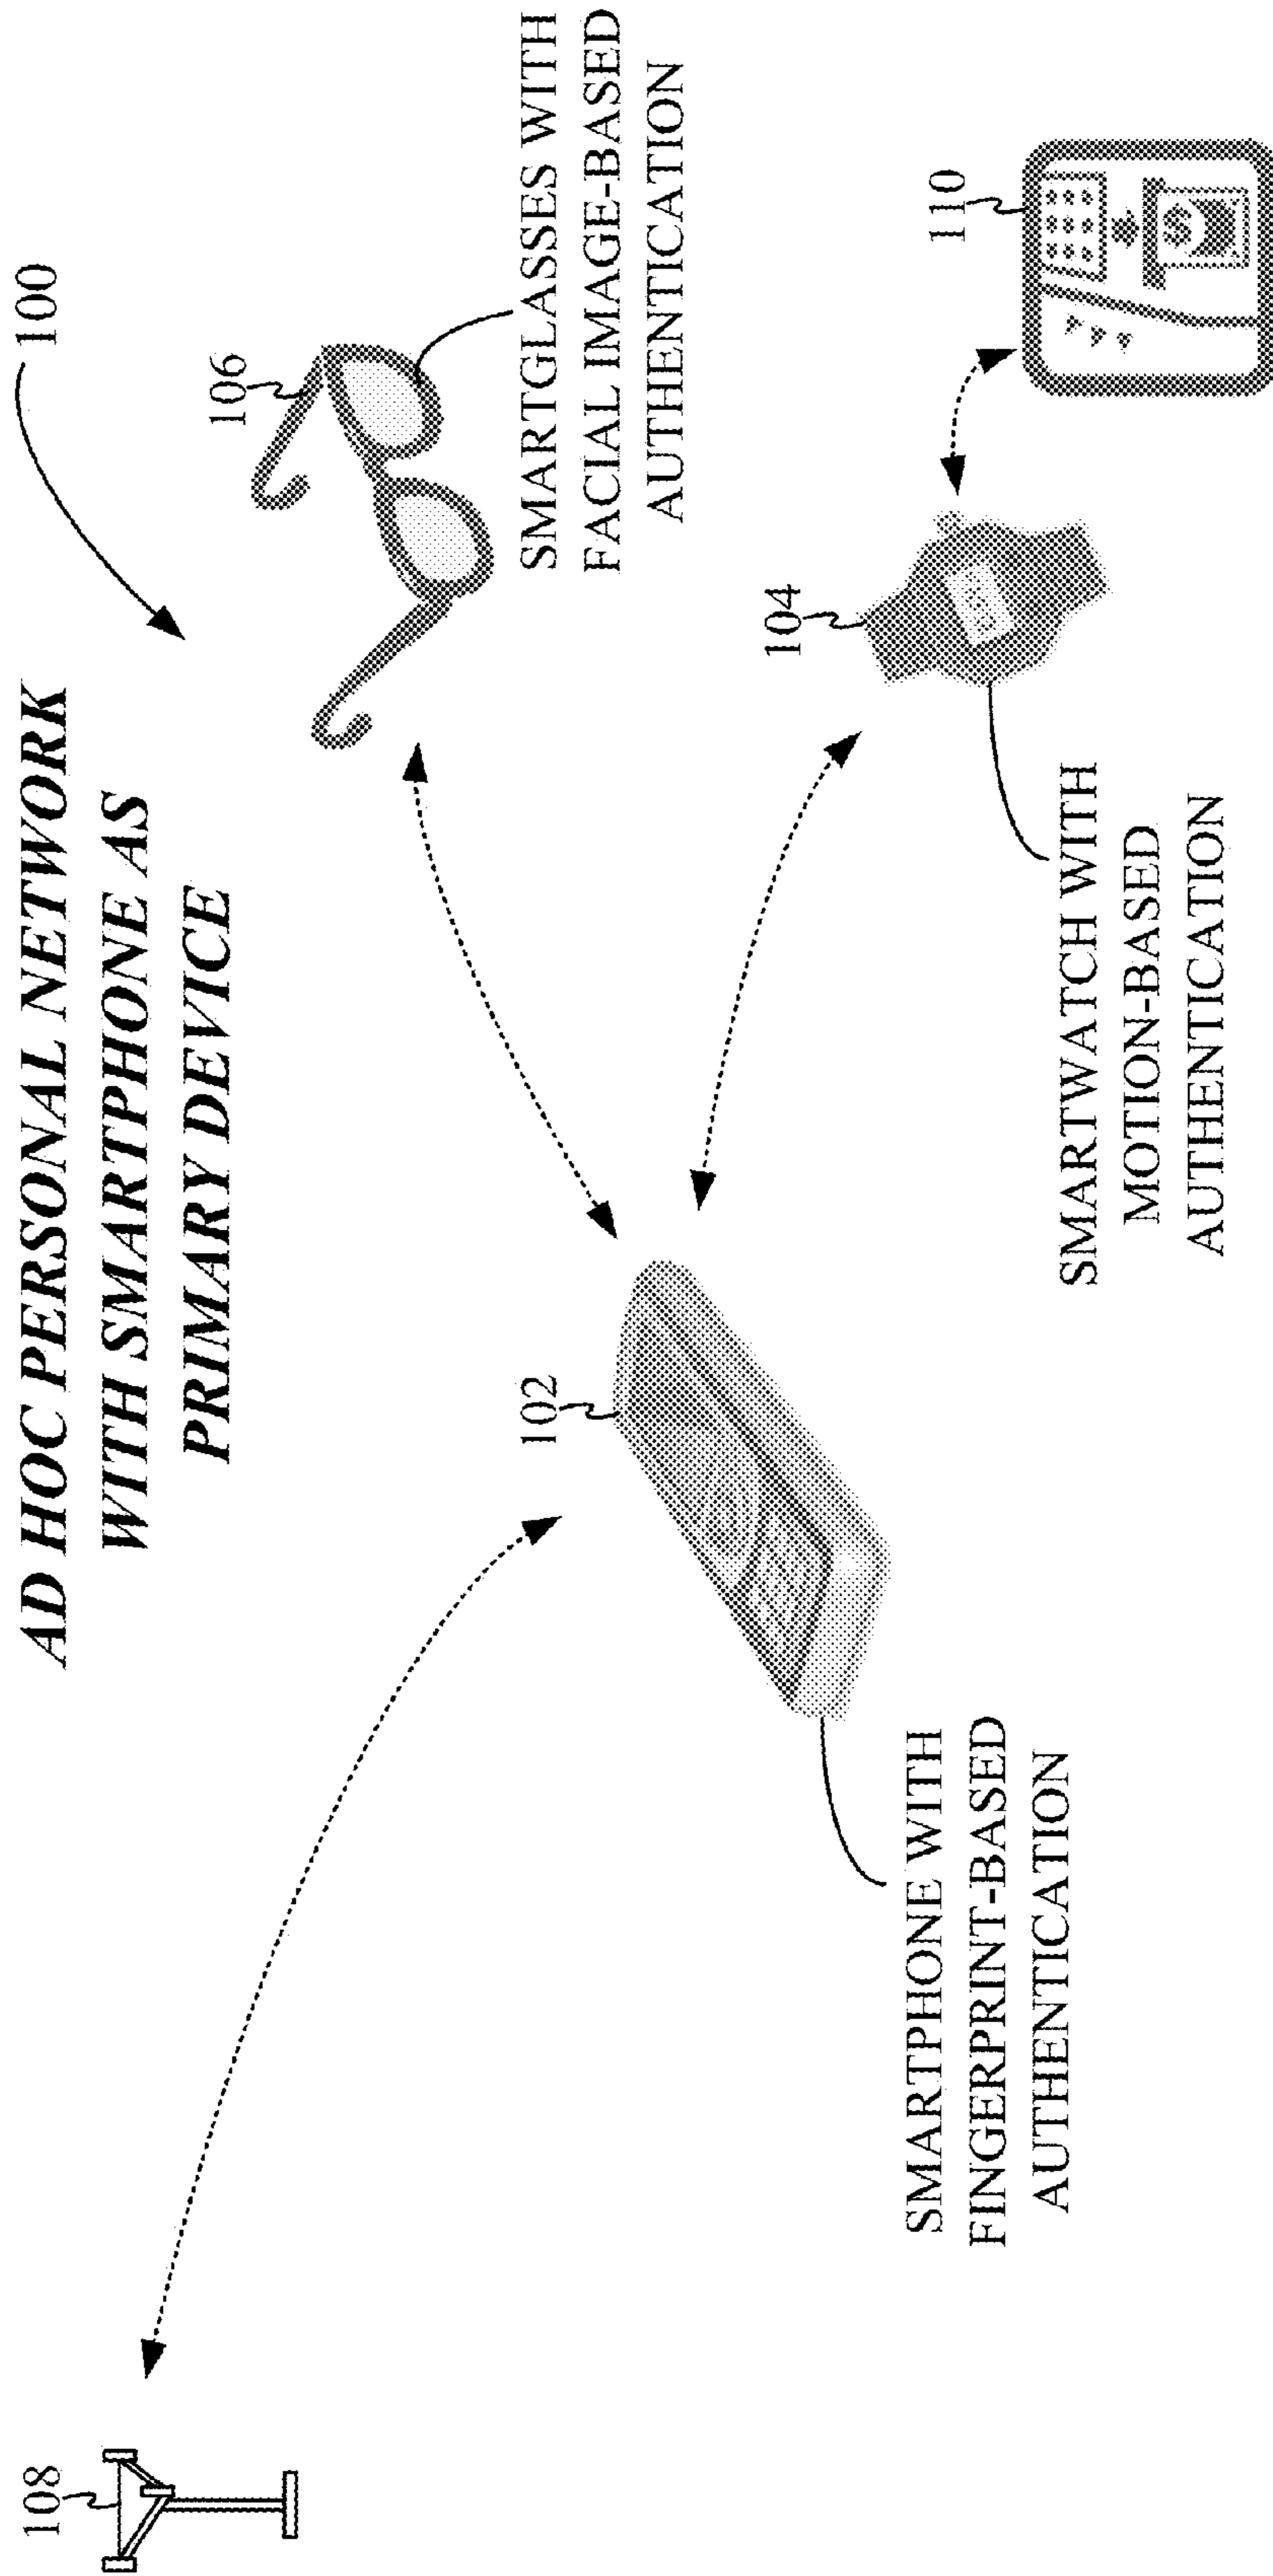 AD HOC PERSONAL NETWORK
WITH SMARTPHONE AS
PRIMARY DEVICE
100
108
106
SMARTGLASSES WITH
FACIAL IMAGE-BASED
AUTHENTICATION
102
SMARTPHONE WITH
FINGERPRINT-BASED
AUTHENTICATION
104
SMARTWATCH WITH
MOTION-BASED
AUTHENTICATION
110
$